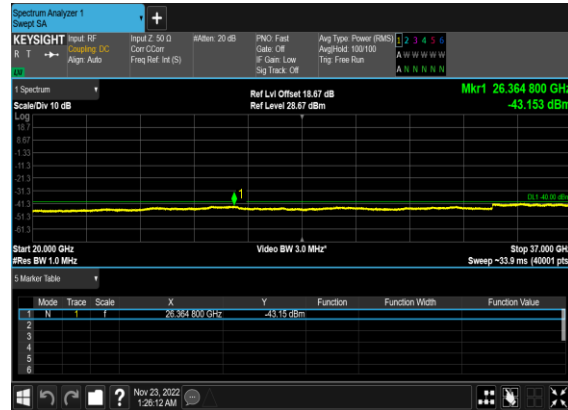 Spectrum Analyzer 1
Swept SA
+
KEYSIGHT Input: RF Input Z: 50 Ω #Atten: 20 dB PNO: Fast Avg Type: Power (RMS) 1 2 3 4 5 6
R T Coupling: DC Corr CCorr Gate: Off Avg|Hold: 100/100 A W W W W W
Align: Auto Freq Ref: Int (S) IF Gain: Low Trig: Free Run
Sig Track: Off A N N N N N
1 Spectrum Ref Lvl Offset 18.67 dB Mkr1 26.364 800 GHz
Scale/Div 10 dB Ref Level 28.67 dBm -43.153 dBm
Log
18.7
8.67
-1.33
-11.3
-21.3
-31.3
1
DL1 -40.00 dBm
-41.3
-51.3
-61.3
Start 20.000 GHz Video BW 3.0 MHz* Stop 37.000 GHz
#Res BW 1.0 MHz Sweep ~33.9 ms (40001 pts)
5 Marker Table
Mode Trace Scale X Y Function Function Width Function Value
1 N 1 f 26.364 800 GHz -43.15 dBm
2
3
4
5
6
? Nov 23, 2022
1:26:12 AM